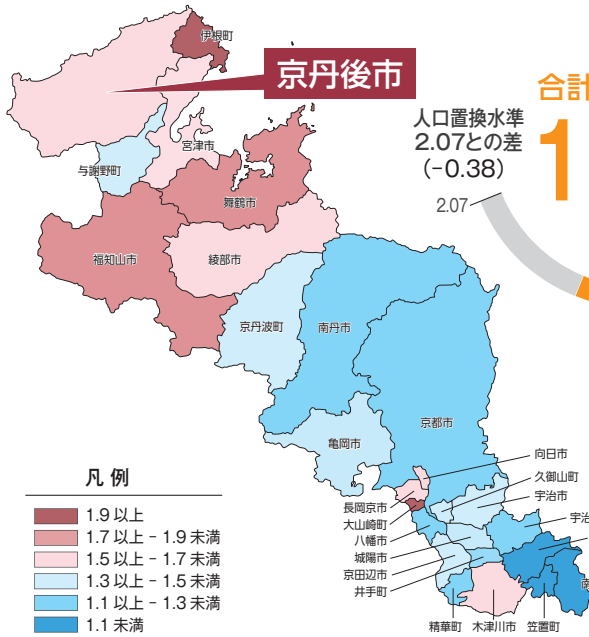 伊根町
京丹後市
合計
人口置換水準
2.07との差
(-0.38)
1
2.07
宮津市
与謝野町
舞鶴市
綾部市
福知山市
京丹波町
南丹市
京都市
亀岡市
向日市
久御山町
宇治市
長岡京市
大山崎町
八幡市
宇治
城陽市
京田辺市
井手町
南
精華町
木津川市
笠置町
凡例
1.9以上
1.7以上 - 1.9未満
1.5以上 - 1.7未満
1.3以上 - 1.5未満
1.1以上 - 1.3未満
1.1未満